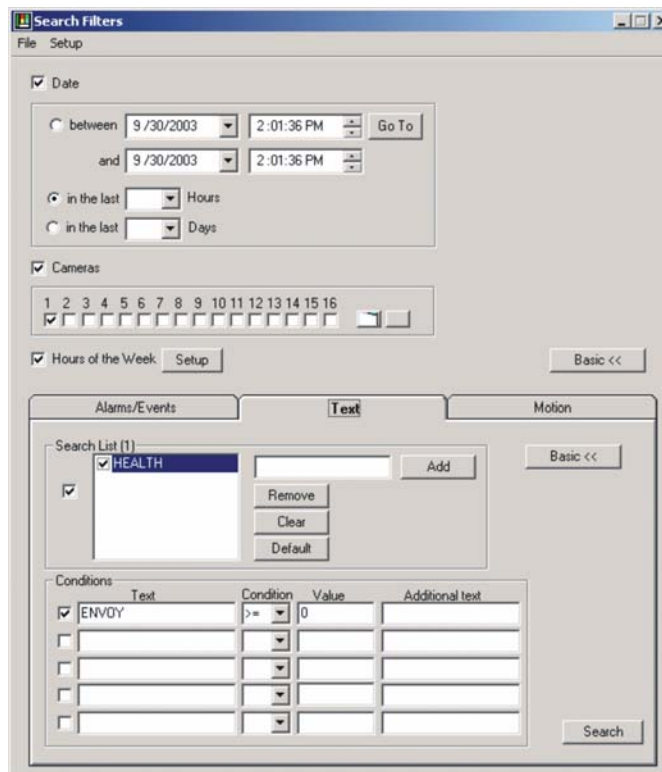 Search Filters
File Setup
Date
between 9 /30/2003 2:01:36 PM Go To
and 9 /30/2003 2:01:36 PM
in the last Hours
in the last Days
Cameras
1 2 3 4 5 6 7 8 9 10 11 12 13 14 15 16
Hours of the Week Setup Basic <<
Alarms/Events Text Motion
Search List (1)
HEALTH Add Basic <<
Remove
Clear
Default
Conditions
Text Condition Value Additional text
ENVOY >= 0
Search